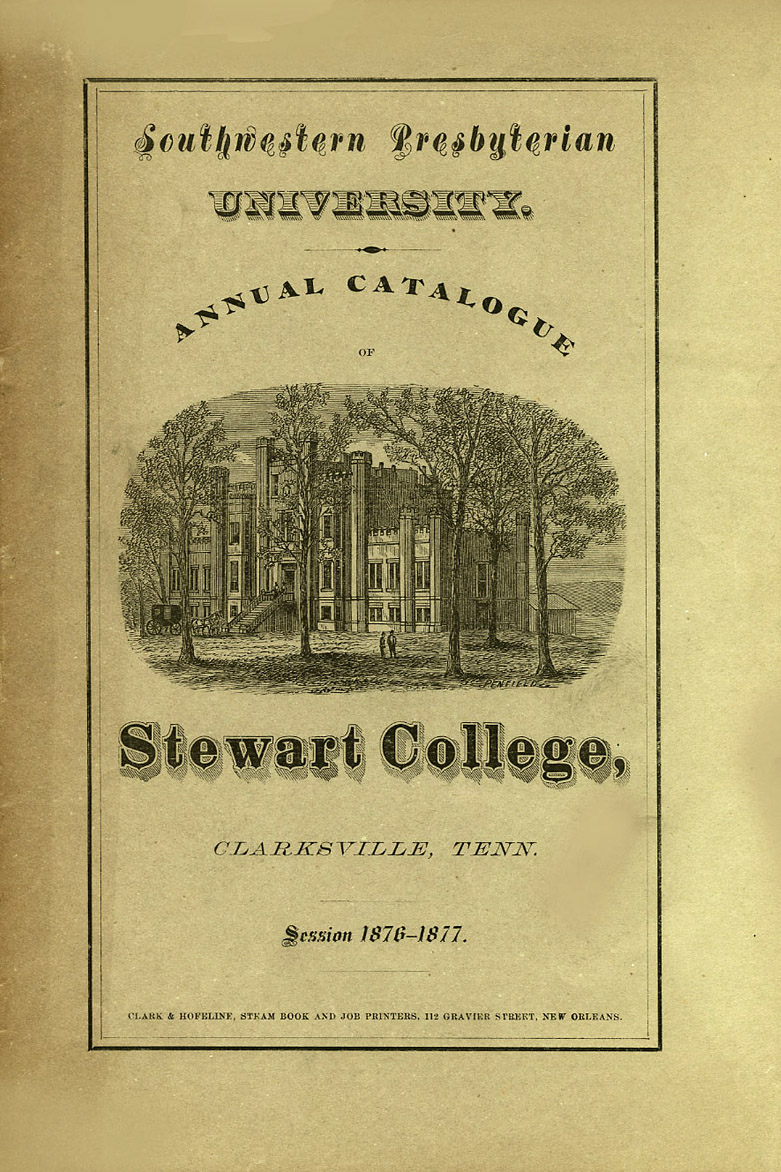 Southwestern Presbyterian
UNIVERSITY.
ANNUAL CATALOGUE
OF
PENFIELD
Stewart College,
CLARKSVILLE, TENN.
Session 1876–1877.
CLARK & HOFELINE, STEAM BOOK AND JOB PRINTERS, 112 GRAVIER STREET, NEW ORLEANS.